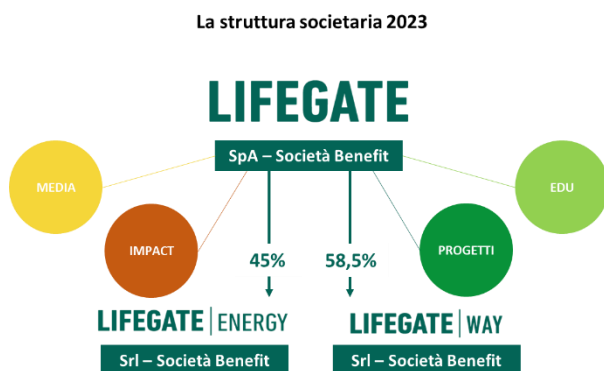 La struttura societaria 2023
LIFEGATE
SpA – Società Benefit
MEDIA
EDU
IMPACT
PROGETTI
45%
58,5%
LIFEGATE | ENERGY
LIFEGATE | WAY
Srl – Società Benefit
Srl – Società Benefit